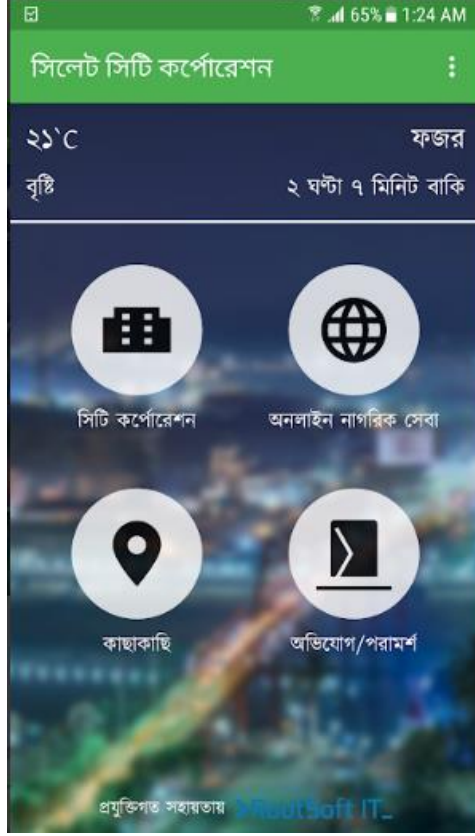 65% 1:24 AM
সিলেট সিটি কর্পোরেশন
২১`C ফজর
বৃষ্টি ২ ঘণ্টা ৭ মিনিট বাকি
সিটি কর্পোরেশন অনলাইন নাগরিক সেবা
কাছাকাছি অভিযোগ/পরামর্শ
প্রযুক্তিগত সহায়তায় RoutSoft IT_